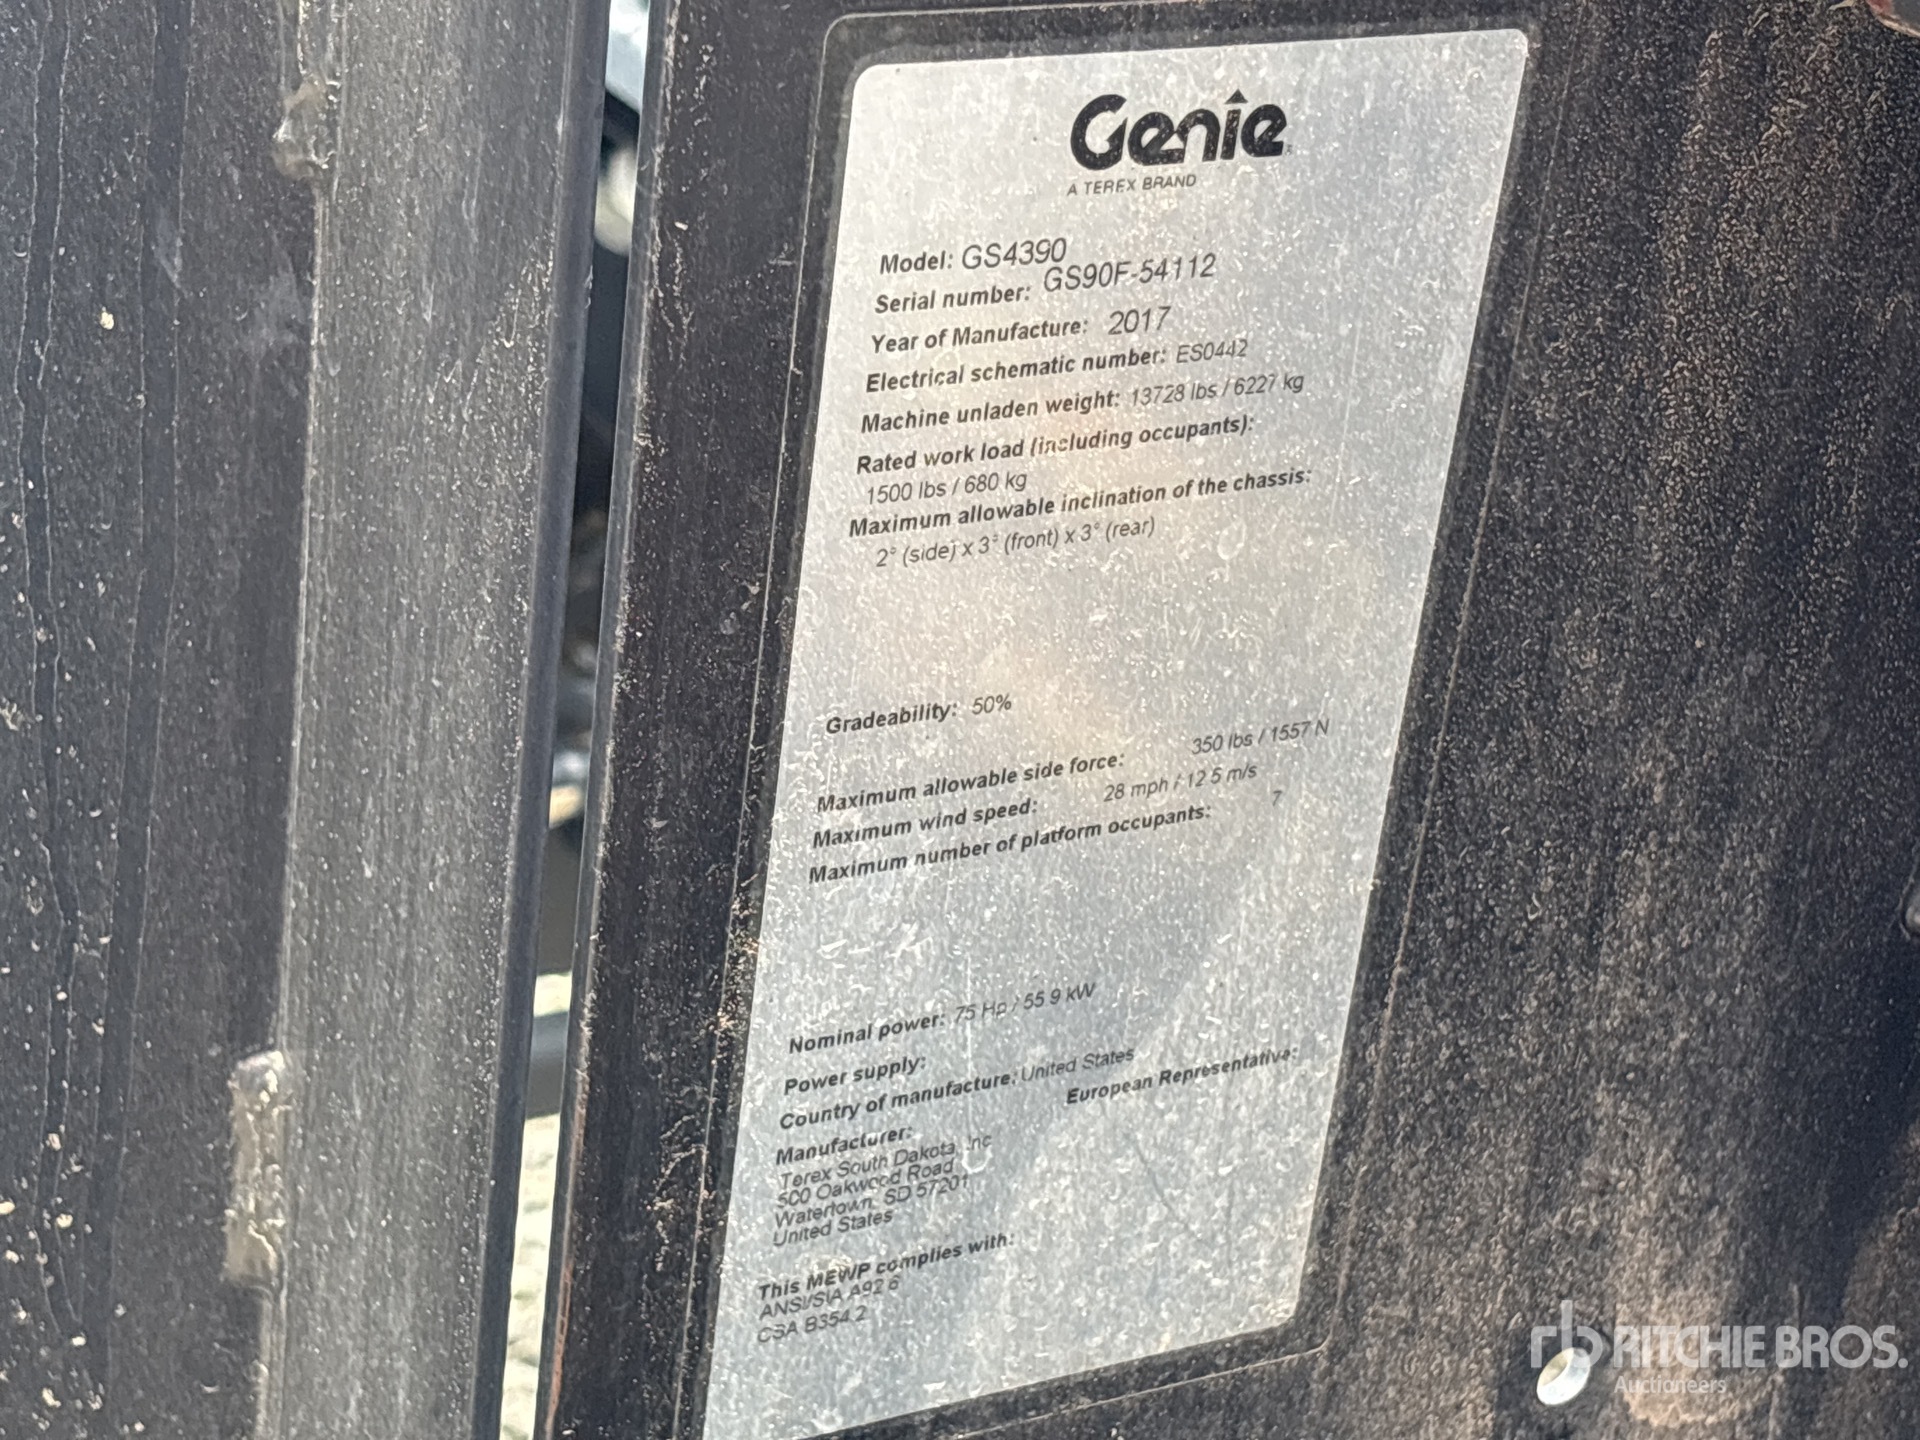 Genie
A TEREX BRAND
Model: GS4390
Serial number: GS90F-54112
Year of Manufacture: 2017
Electrical schematic number: ES0442
Machine unladen weight: 13728 lbs / 6227 kg
Rated work load (including occupants):
1500 lbs / 680 kg
Maximum allowable inclination of the chassis:
2° (side) x 3° (front) x 3° (rear)
Gradeability: 50%
Maximum allowable side force: 350 lbs / 1557 N
Maximum wind speed: 28 mph / 12.5 m/s
Maximum number of platform occupants: 7
Nominal power: 75 Hp / 55.9 kW
Power supply:
Country of manufacture: United States
European Representative:
Manufacturer:
Terex South Dakota, Inc
500 Oakwood Road
Watertown, SD 57201
United States
This MEWP complies with:
ANSI/SIA A92.6
CSA B354.2
rb RITCHIE BROS.
Auctioneers